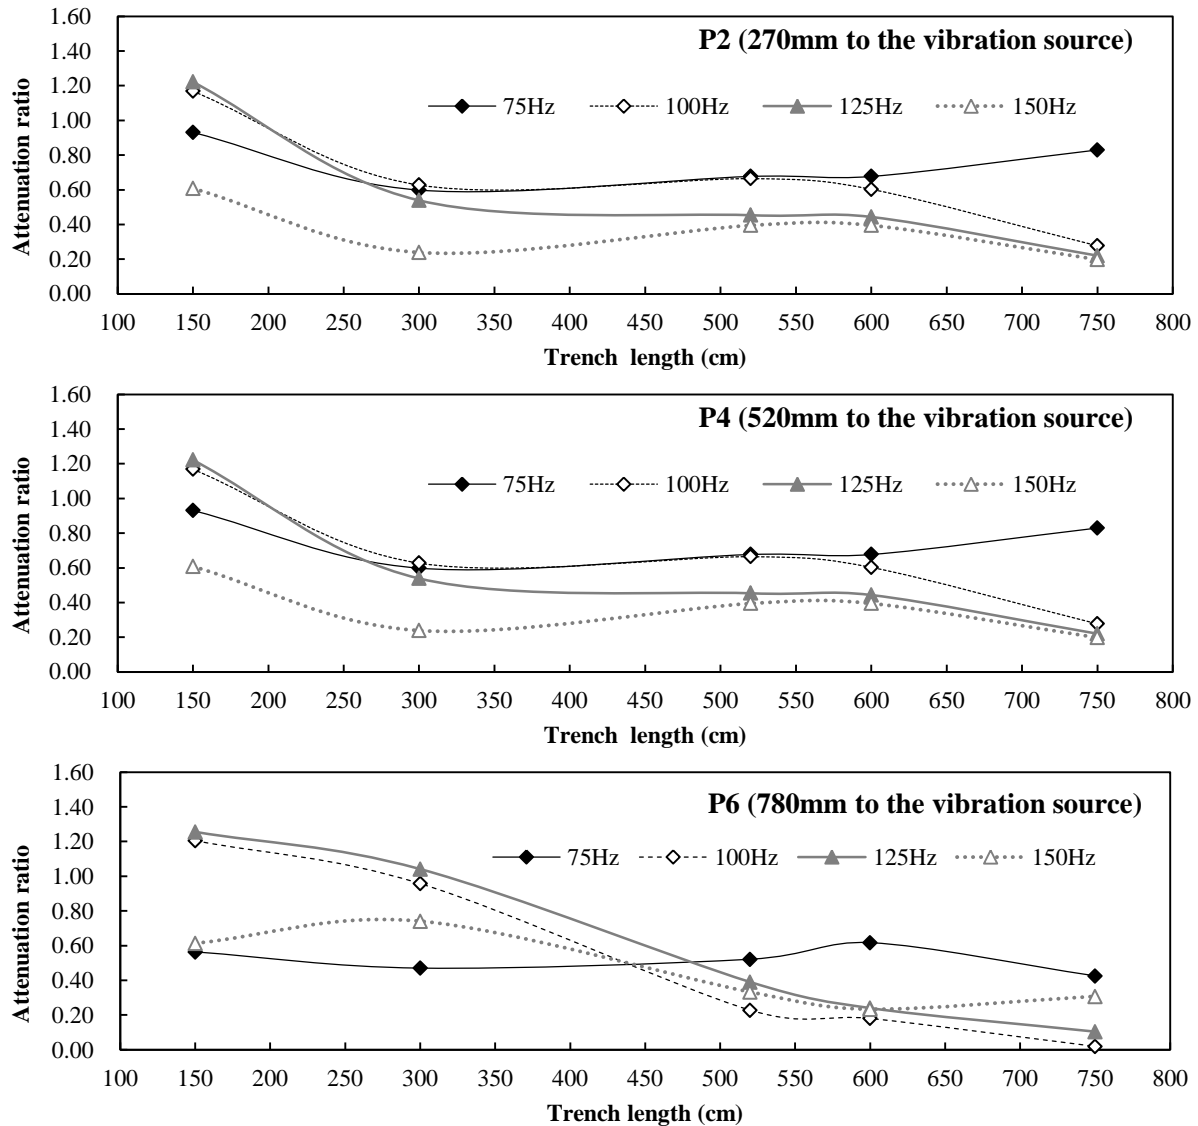 P2 (270mm to the vibration source)
75Hz 100Hz 125Hz 150Hz
Attenuation ratio
1.60
1.40
1.20
1.00
0.80
0.60
0.40
0.20
0.00
100 150 200 250 300 350 400 450 500 550 600 650 700 750 800
Trench length (cm)
P4 (520mm to the vibration source)
75Hz 100Hz 125Hz 150Hz
Attenuation ratio
1.60
1.40
1.20
1.00
0.80
0.60
0.40
0.20
0.00
100 150 200 250 300 350 400 450 500 550 600 650 700 750 800
Trench length (cm)
P6 (780mm to the vibration source)
75Hz 100Hz 125Hz 150Hz
Attenuation ratio
1.60
1.40
1.20
1.00
0.80
0.60
0.40
0.20
0.00
100 150 200 250 300 350 400 450 500 550 600 650 700 750 800
Trench length (cm)